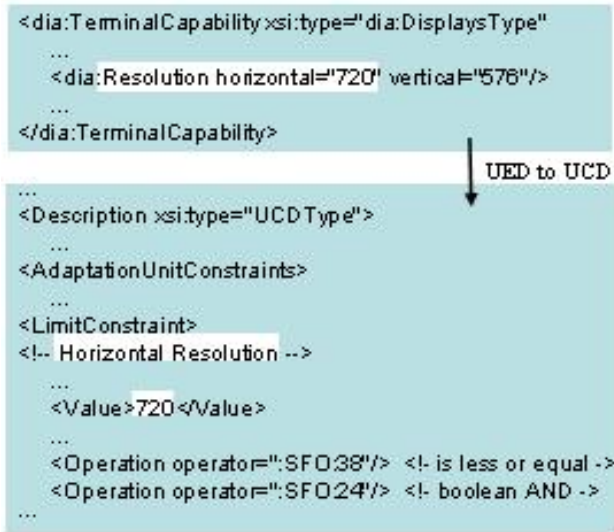 <dia:TerminalCapability xsi:type="dia:DisplaysType"
...
<dia:Resolution horizontal="720" vertical="576"/>
...
</dia:TerminalCapability>
UED to UCD
...
<Description xsi:type="UCDType">
...
<AdaptationUnitConstraints>
...
<LimitConstraint>
<!-- Horizontal Resolution -->
...
<Value>720</Value>
...
<Operation operator=":SFO:38"/> <!- is less or equal ->
<Operation operator=":SFO:24"/> <!- boolean AND ->
...